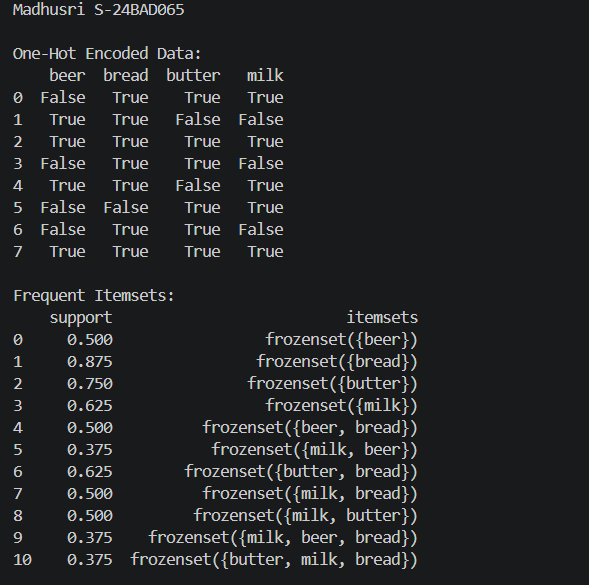 Madhusri S-24BAD065

One-Hot Encoded Data:
    beer  bread  butter   milk
0  False   True    True   True
1   True   True   False  False
2   True   True    True   True
3  False   True    True  False
4   True   True   False   True
5  False  False    True   True
6  False   True    True  False
7   True   True    True   True

Frequent Itemsets:
    support                          itemsets
0     0.500                 frozenset({beer})
1     0.875                frozenset({bread})
2     0.750               frozenset({butter})
3     0.625                 frozenset({milk})
4     0.500          frozenset({beer, bread})
5     0.375           frozenset({milk, beer})
6     0.625        frozenset({butter, bread})
7     0.500          frozenset({milk, bread})
8     0.500         frozenset({milk, butter})
9     0.375    frozenset({milk, beer, bread})
10    0.375  frozenset({butter, milk, bread})